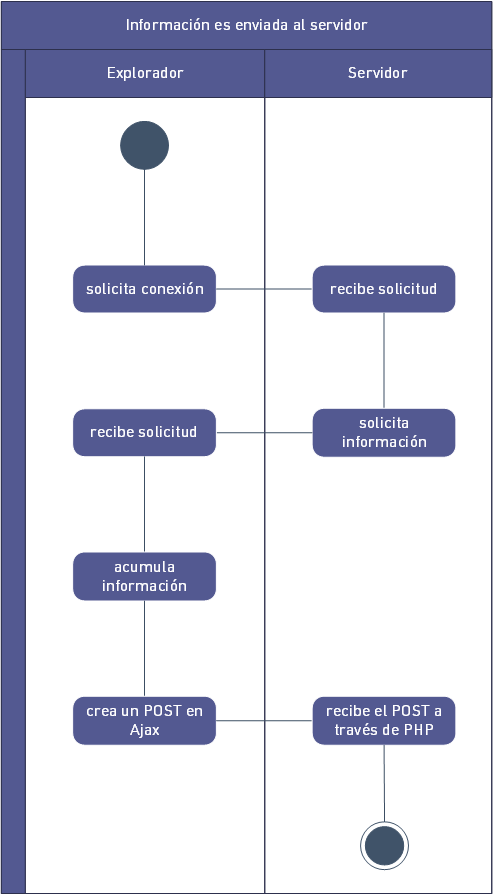 Información es enviada al servidor
Explorador
Servidor
solicita conexión
recibe solicitud
recibe solicitud
solicita
información
acumula
información
crea un POST en
Ajax
recibe el POST a
través de PHP